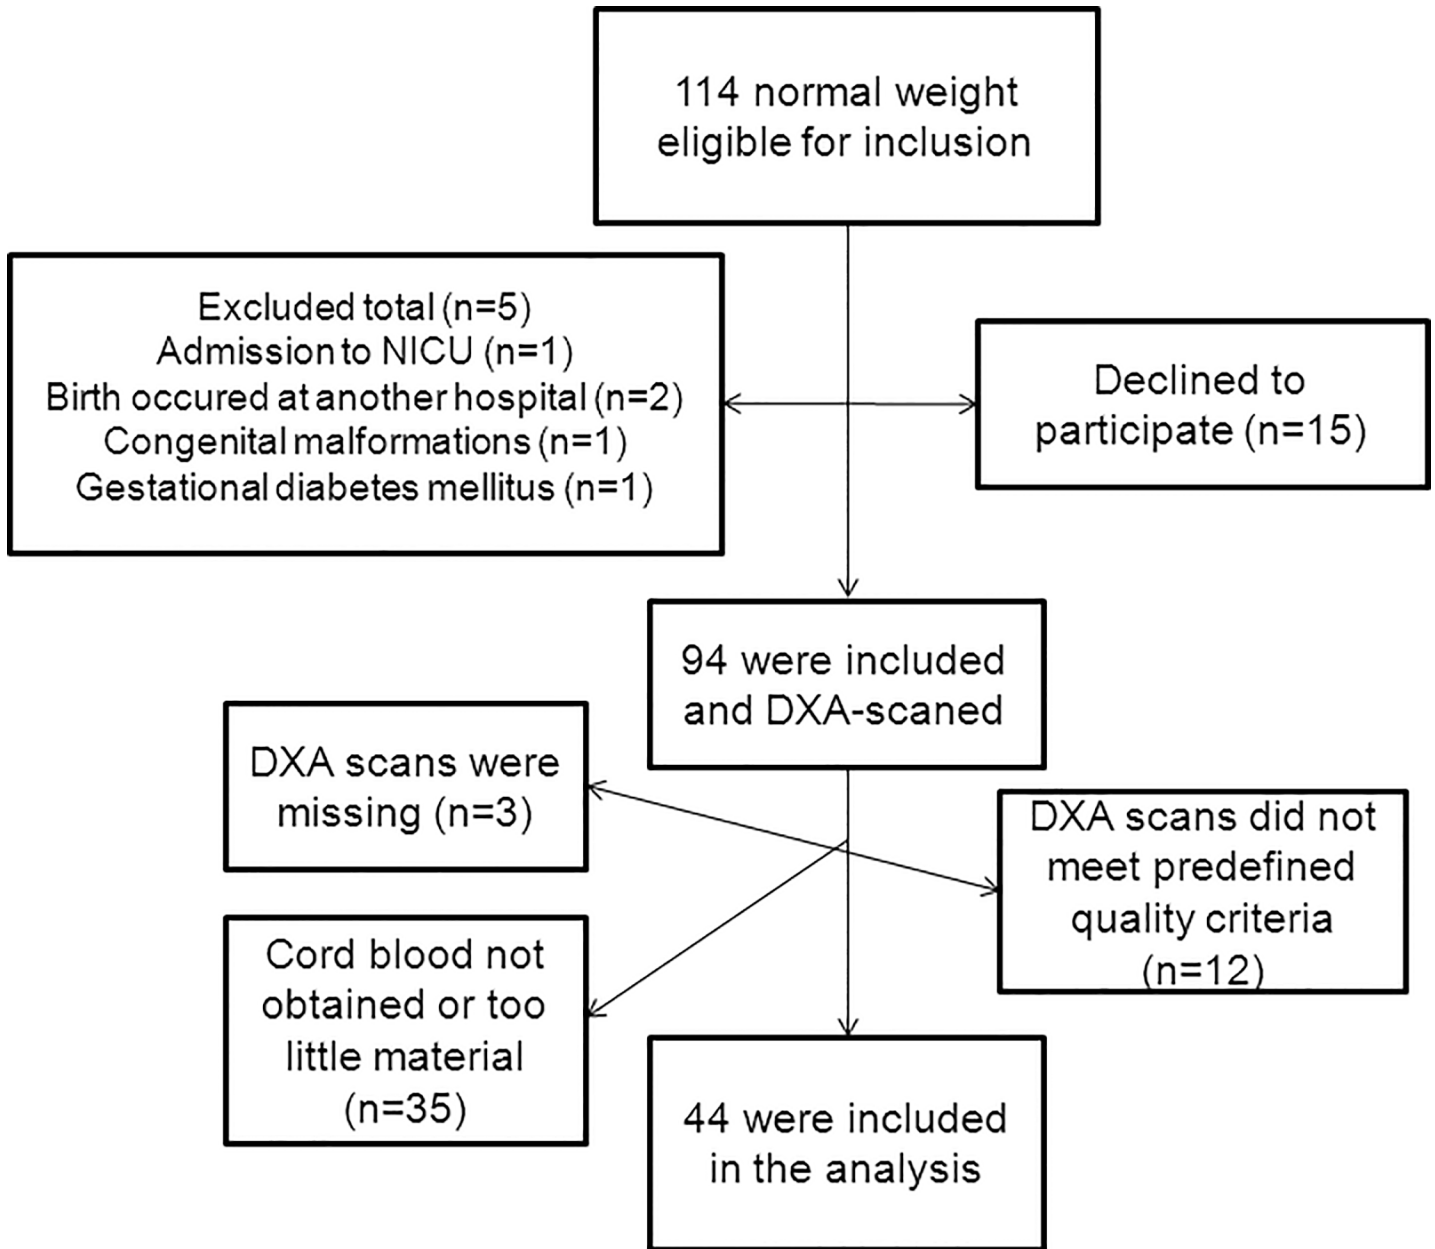 114 normal weight
eligible for inclusion
Excluded total (n=5)
Admission to NICU (n=1)
Birth occured at another hospital (n=2)
Congenital malformations (n=1)
Gestational diabetes mellitus (n=1)
Declined to
participate (n=15)
94 were included
and DXA-scaned
DXA scans were
missing (n=3)
DXA scans did not
meet predefined
quality criteria
(n=12)
Cord blood not
obtained or too
little material
(n=35)
44 were included
in the analysis